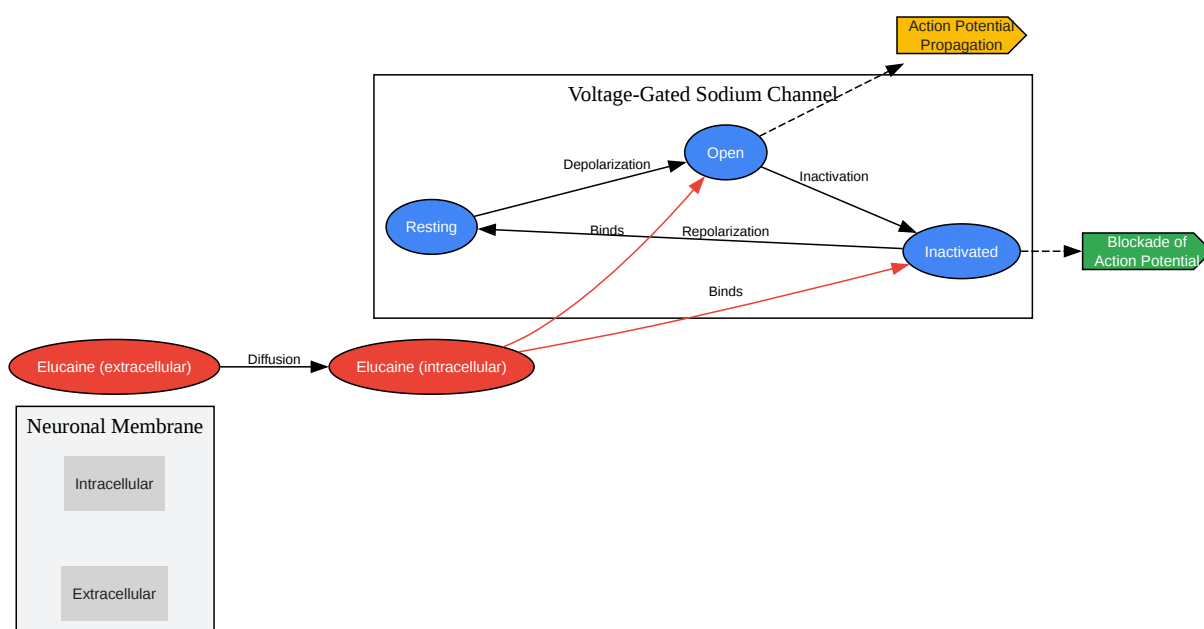 Action Potential
Propagation
Voltage-Gated Sodium Channel
Open
Depolarization
Inactivation
Resting
Binds
Repolarization
Inactivated
Blockade of
Action Potential
Binds
Elucaine (extracellular)
Diffusion
Elucaine (intracellular)
Neuronal Membrane
Intracellular
Extracellular